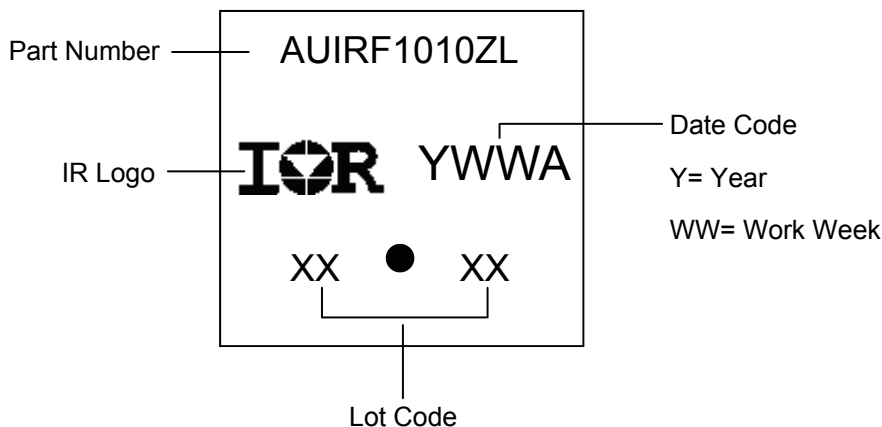 Part Number
AUIRF1010ZL
IR Logo
IOR
YWWA
Date Code
Y= Year
WW= Work Week
XX
XX
Lot Code